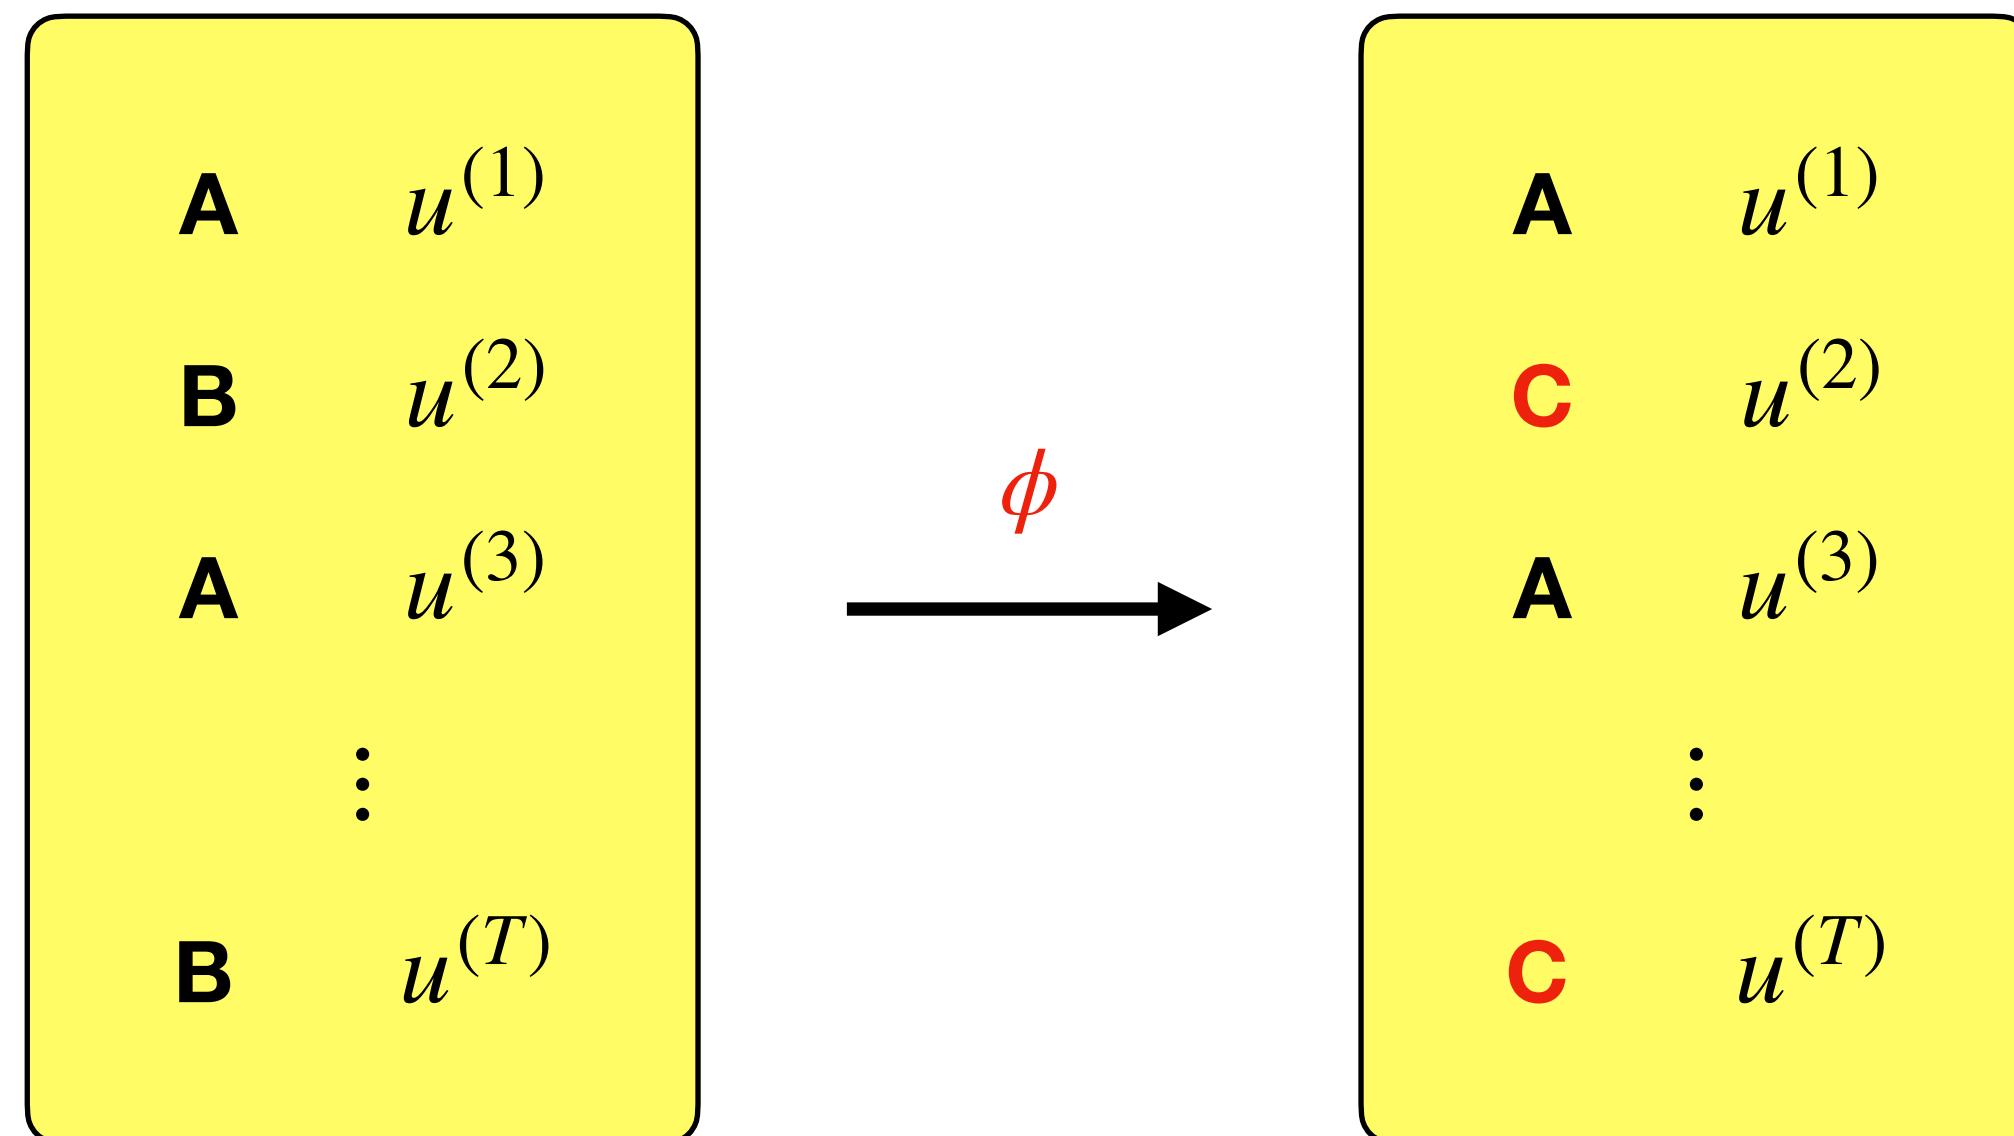 A u^(1)
B u^(2)
A u^(3)
⋮
B u^(T)
ϕ
A u^(1)
C u^(2)
A u^(3)
⋮
C u^(T)